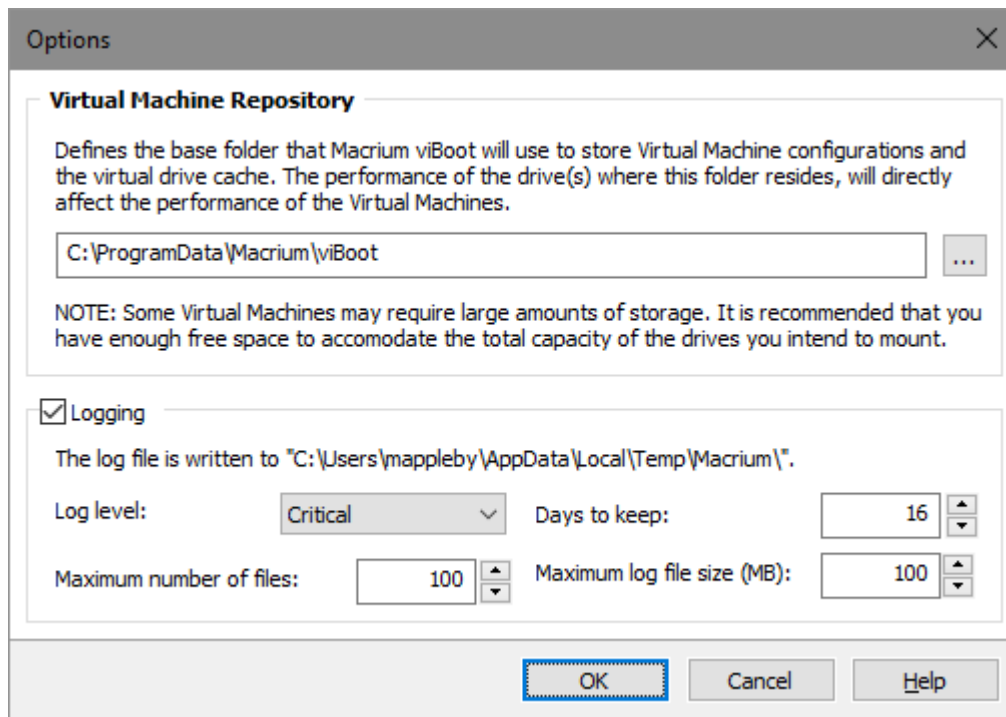 Options
Virtual Machine Repository
Defines the base folder that Macrium viBoot will use to store Virtual Machine configurations and
the virtual drive cache. The performance of the drive(s) where this folder resides, will directly
affect the performance of the Virtual Machines.
C:\ProgramData\Macrium\viBoot
...
NOTE: Some Virtual Machines may require large amounts of storage. It is recommended that you
have enough free space to accomodate the total capacity of the drives you intend to mount.
Logging
The log file is written to "C:\Users\mappleby\AppData\Local\Temp\Macrium\".
Log level: Critical Days to keep: 16
Maximum number of files: 100 Maximum log file size (MB): 100
OK Cancel Help